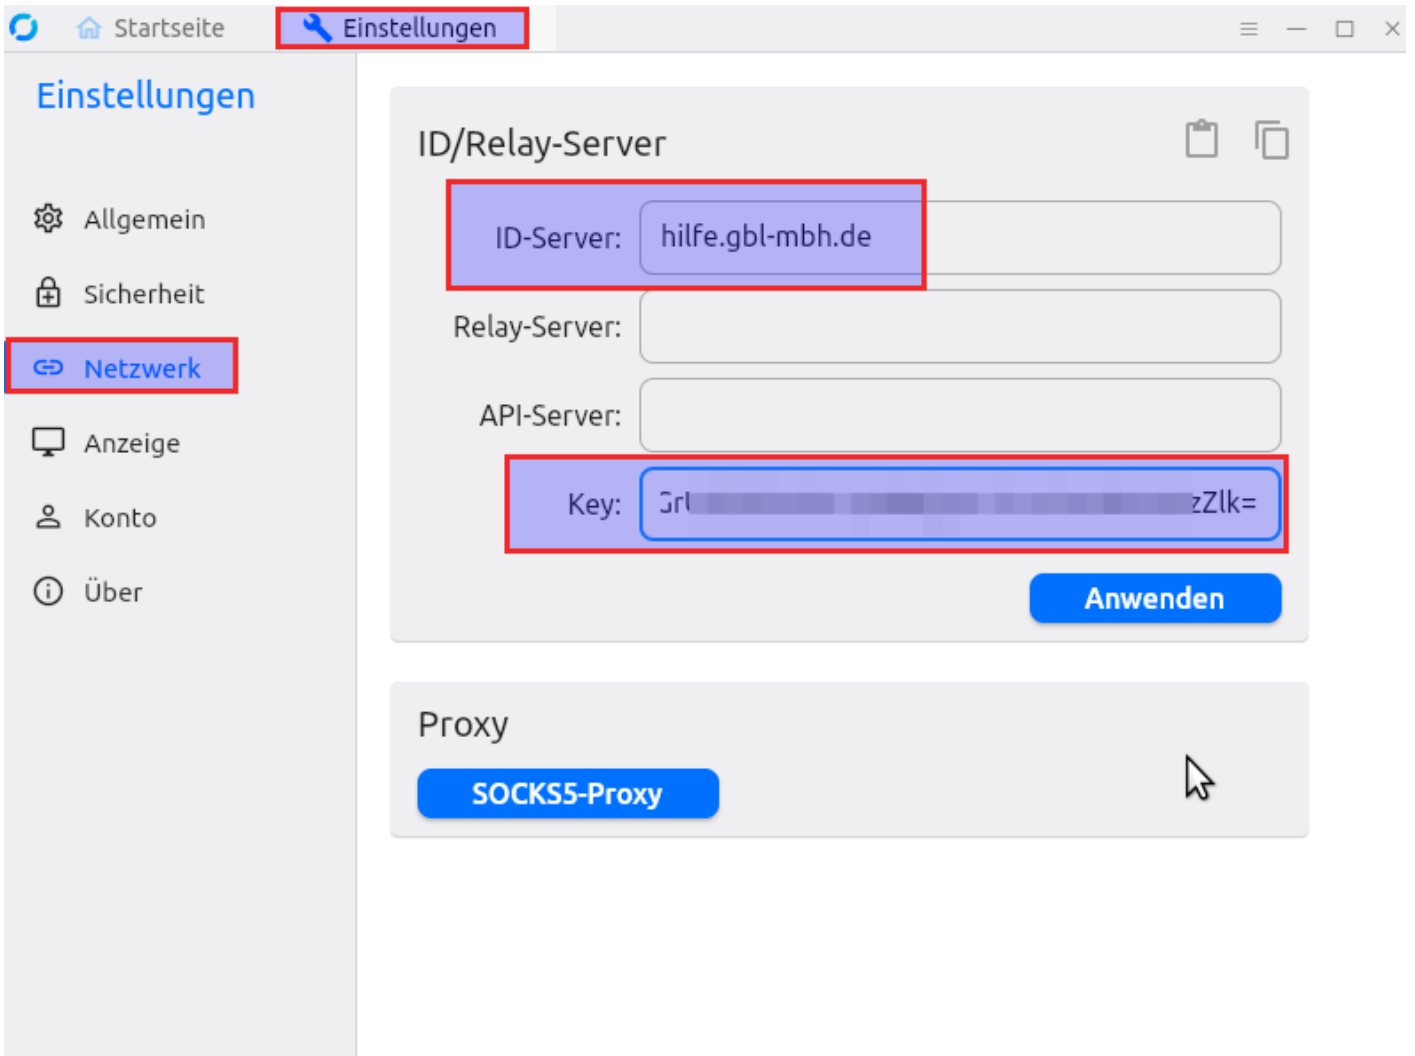 Startseite
Einstellungen
Einstellungen
Allgemein
Sicherheit
Netzwerk
Anzeige
Konto
Über
ID/Relay-Server
ID-Server: hilfe.gbl-mbh.de
Relay-Server:
API-Server:
Key: zZlk=
Anwenden
Proxy
SOCKS5-Proxy